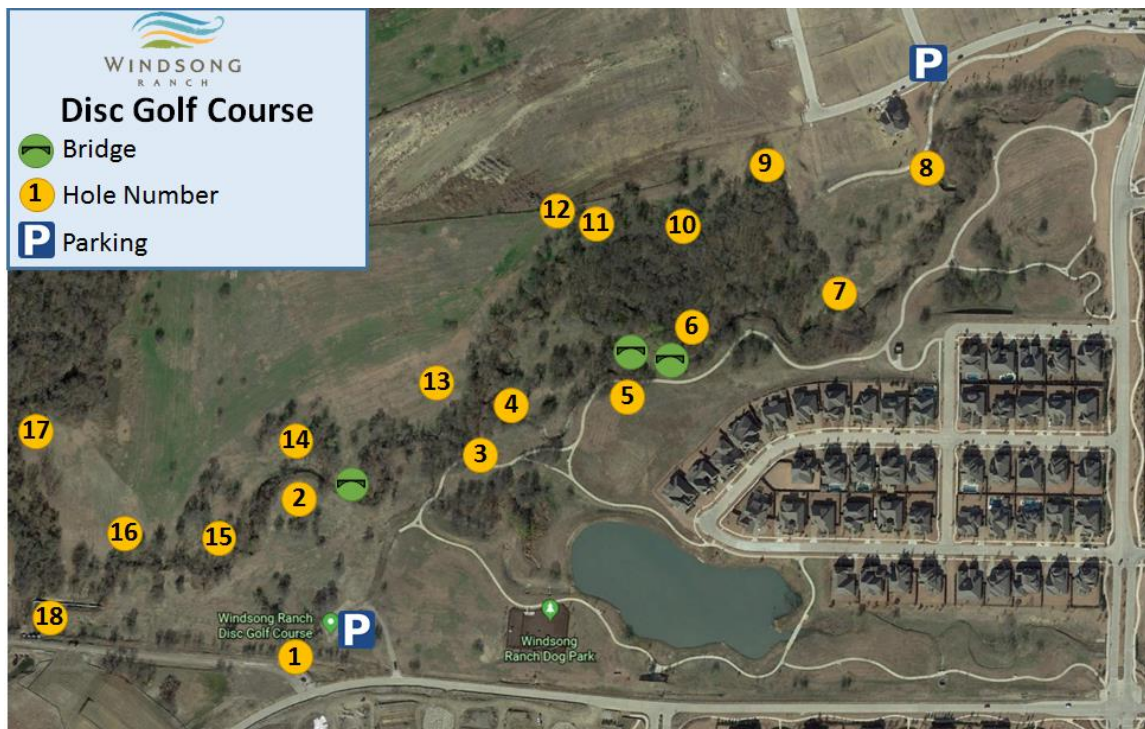 WINDSONG
RANCH
Disc Golf Course
Bridge
1 Hole Number
P Parking
P
9
8
12
11
10
7
6
13
5
4
17
14
3
2
16
15
18
Windsong Ranch
Disc Golf Course
P
1
Windsong
Ranch Dog Park